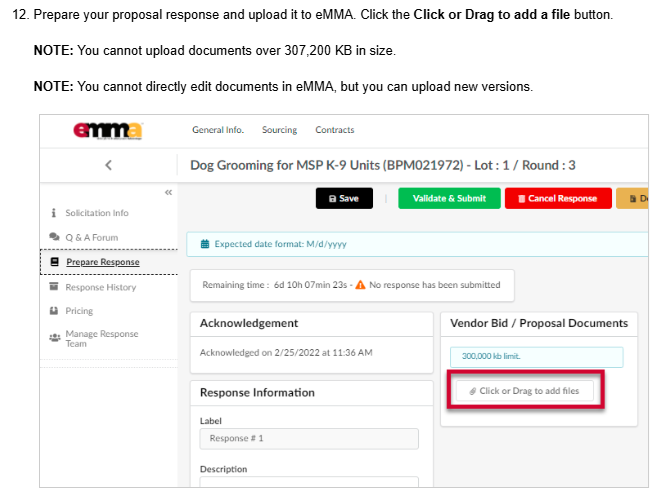 12. Prepare your proposal response and upload it to eMMA. Click the Click or Drag to add a file button.
NOTE: You cannot upload documents over 307,200 KB in size.
NOTE: You cannot directly edit documents in eMMA, but you can upload new versions.
emma
General Info. Sourcing Contracts
Dog Grooming for MSP K-9 Units (BPM021972) - Lot : 1 / Round : 3
Save Validate & Submit Cancel Response
Solicitation Info
Q & A Forum
Expected date format: M/d/yyyy
Prepare Response
Remaining time : 6d 10h 07min 23s - No response has been submitted
Response History
Pricing
Manage Response
Team
Acknowledgement
Acknowledged on 2/25/2022 at 11:36 AM
Vendor Bid / Proposal Documents
300,000 kb limit.
Click or Drag to add files
Response Information
Label
Response # 1
Description